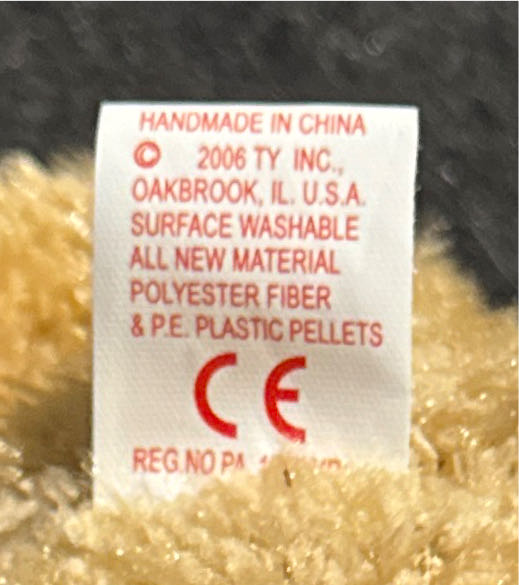 HANDMADE IN CHINA
© 2006 TY INC.,
OAKBROOK, IL. U.S.A.
SURFACE WASHABLE
ALL NEW MATERIAL
POLYESTER FIBER
& P.E. PLASTIC PELLETS
CE
REG.NO PA.